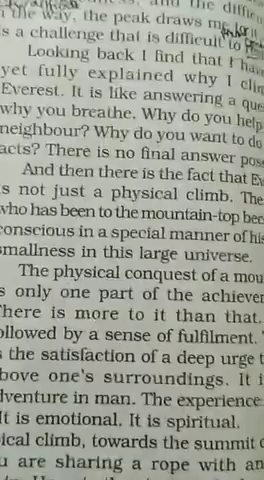 the way, the peak draws me
s a challenge that is difficult to
Looking back I find that I have
yet fully explained why I
Everest. It is like answering a que
why you breathe. Why do you help
neighbour? Why do you want to do
acts? There is no final answer pos
And then there is the fact that Ev
s not just a physical climb. The
who has been to the mountain-top bec
conscious in a special manner of his
smallness in this large universe.
The physical conquest of a mou
s only one part of the achieve
There is more to it than that.
ollowed by a sense of fulfilment.
s the satisfaction of a deep urge t
bove one's surroundings. It i
dventure in man. The experience
It is emotional. It is spiritual.
ical climb, towards the summit
u are sharing a rope with an